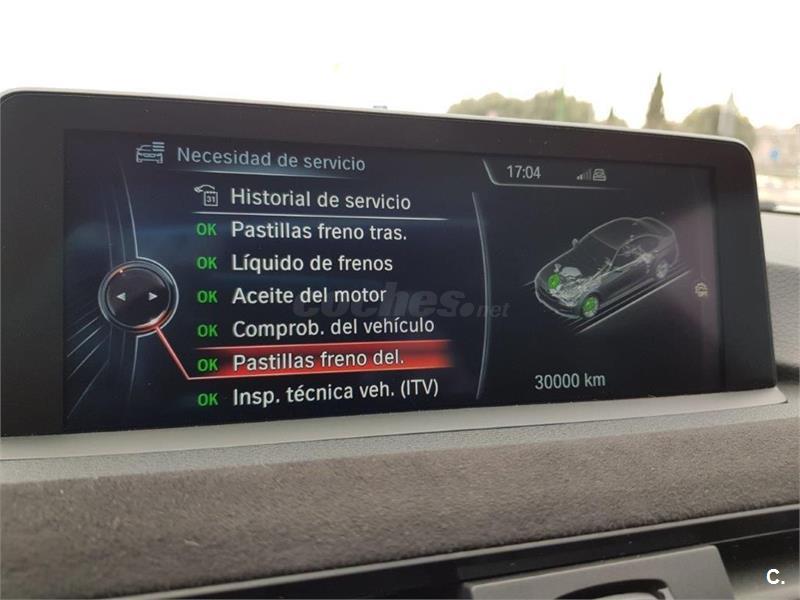 Necesidad de servicio
17:04
31 Historial de servicio
OK Pastillas freno tras.
OK Líquido de frenos
OK Aceite del motor
OK Comprob. del vehículo
OK Pastillas freno del.
OK Insp. técnica veh. (ITV)
30000 km
coches.net
C.